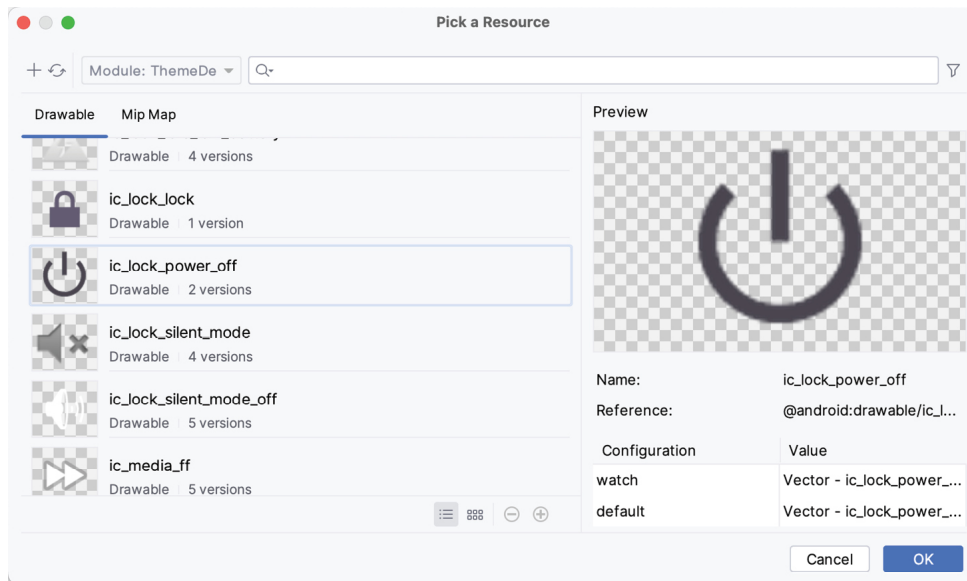 Pick a Resource
Module: ThemeDe
Drawable Mip Map
Drawable 4 versions
ic_lock_lock
Drawable 1 version
ic_lock_power_off
Drawable 2 versions
ic_lock_silent_mode
Drawable 4 versions
ic_lock_silent_mode_off
Drawable 5 versions
ic_media_ff
Drawable 5 versions
Preview
Name: ic_lock_power_off
Reference: @android:drawable/ic_l...
Configuration Value
watch Vector - ic_lock_power_...
default Vector - ic_lock_power_...
Cancel OK